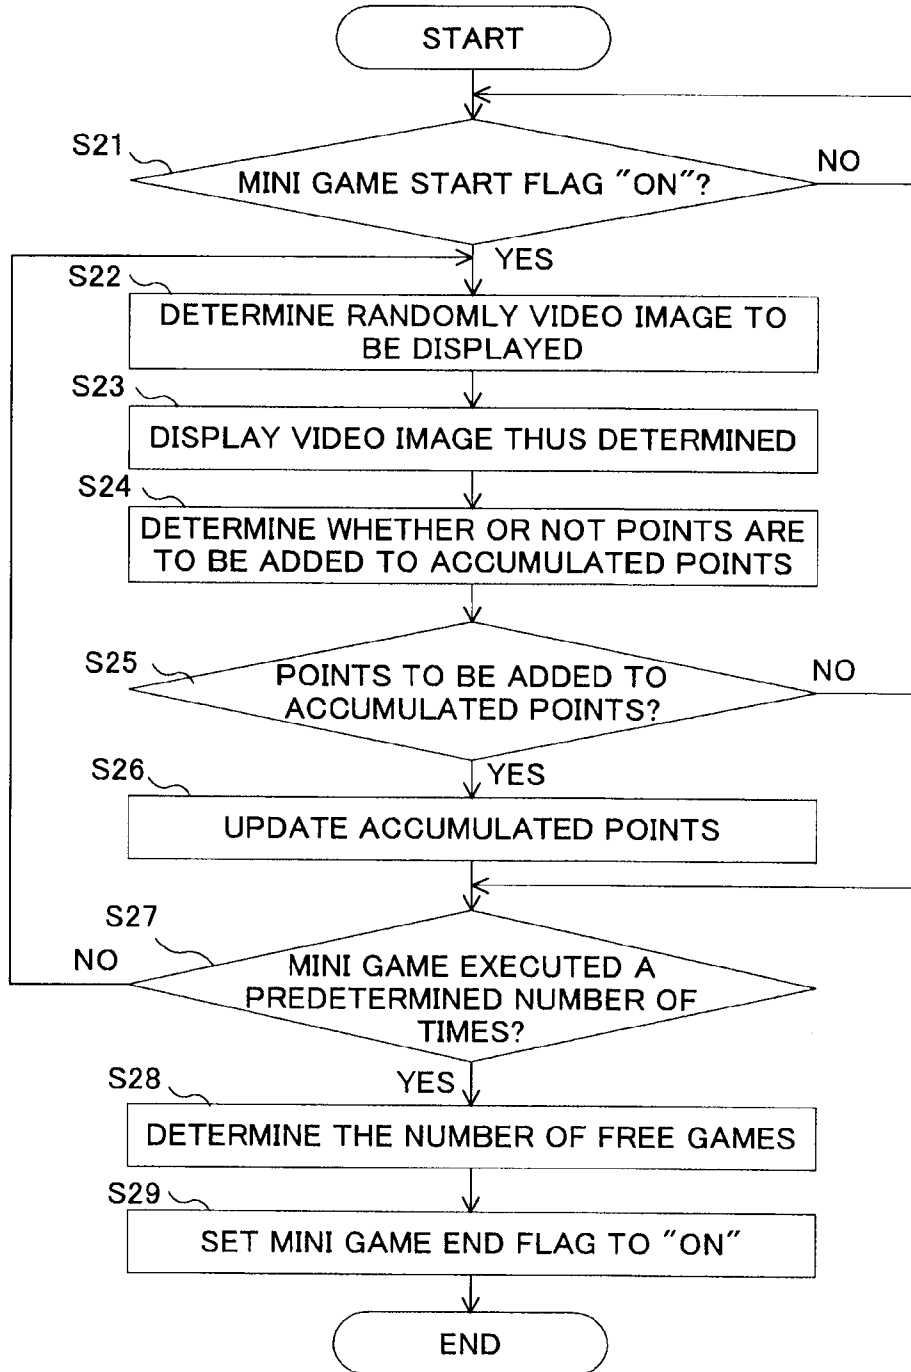 START
S21
MINI GAME START FLAG "ON"?
NO
YES
S22
DETERMINE RANDOMLY VIDEO IMAGE TO
BE DISPLAYED
S23
DISPLAY VIDEO IMAGE THUS DETERMINED
S24
DETERMINE WHETHER OR NOT POINTS ARE
TO BE ADDED TO ACCUMULATED POINTS
S25
POINTS TO BE ADDED TO
ACCUMULATED POINTS?
NO
YES
S26
UPDATE ACCUMULATED POINTS
S27
NO
MINI GAME EXECUTED A
PREDETERMINED NUMBER OF
TIMES?
YES
S28
DETERMINE THE NUMBER OF FREE GAMES
S29
SET MINI GAME END FLAG TO "ON"
END